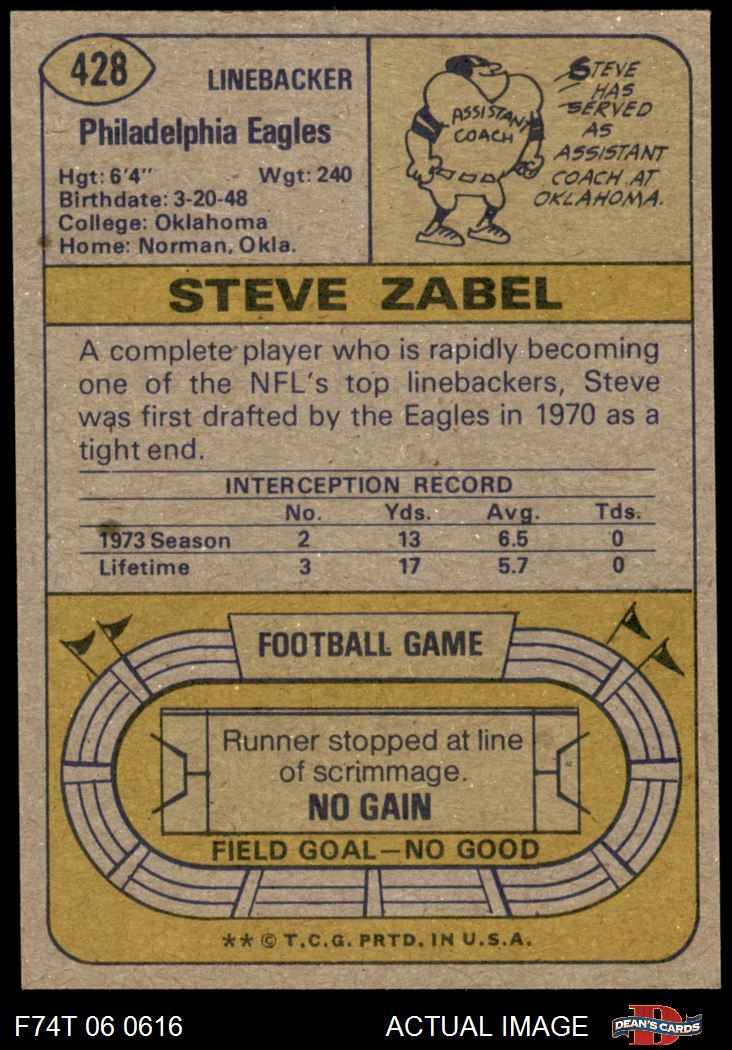 428
LINEBACKER
Philadelphia Eagles
Hgt: 6'4" Wgt: 240
Birthdate: 3-20-48
College: Oklahoma
Home: Norman, Okla.
ASSISTANT
COACH
STEVE
HAS
SERVED
AS
ASSISTANT
COACH AT
OKLAHOMA.
STEVE ZABEL
A complete player who is rapidly becoming
one of the NFL's top linebackers, Steve
was first drafted by the Eagles in 1970 as a
tight end.
INTERCEPTION RECORD
No. Yds. Avg. Tds.
1973 Season 2 13 6.5 0
Lifetime 3 17 5.7 0
FOOTBALL GAME
Runner stopped at line
of scrimmage.
NO GAIN
FIELD GOAL—NO GOOD
** © T.C.G. PRTD. IN U.S.A.
F74T 06 0616 ACTUAL IMAGE
D
DEAN'S CARDS